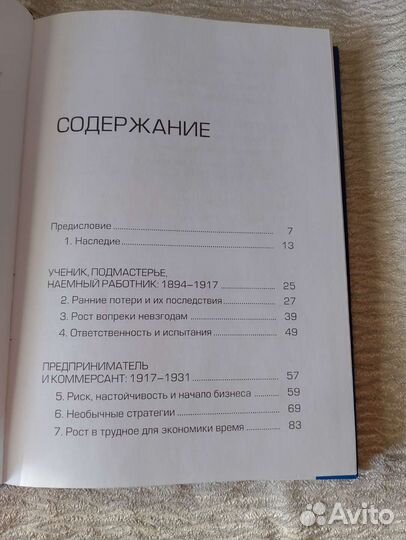 СОДЕРЖАНИЕ
Предисловие 7
1. Наследие 13
УЧЕНИК, ПОДМАСТЕРЬЕ,
НАЕМНЫЙ РАБОТНИК: 1894–1917 25
2. Ранние потери и их последствия 27
3. Рост вопреки невзгодам 39
4. Ответственность и испытания 49
ПРЕДПРИНИМАТЕЛЬ
И КОММЕРСАНТ: 1917–1931 57
5. Риск, настойчивость и начало бизнеса 59
6. Необычные стратегии 69
7. Рост в трудное для экономики время 83
Avito